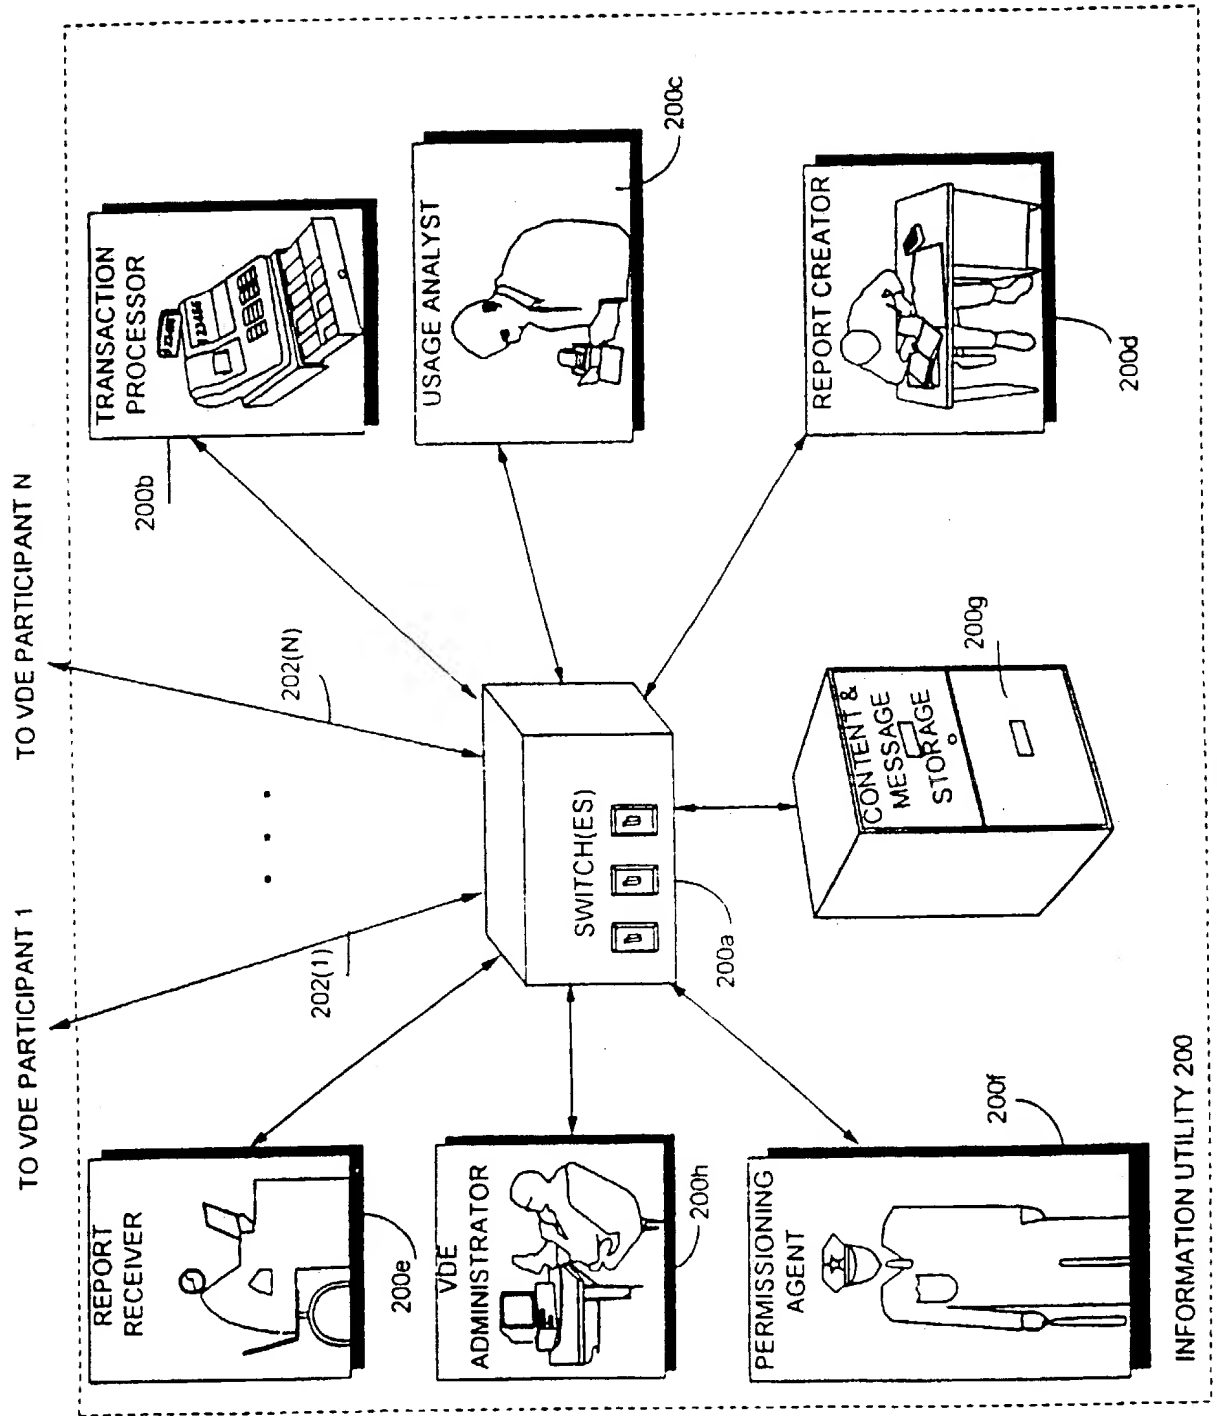 TO VDE PARTICIPANT 1
TO VDE PARTICIPANT N
REPORT
RECEIVER
200e
202(1)
202(N)
TRANSACTION
PROCESSOR
200b
VDE
ADMINISTRATOR
200h
SWITCH(ES)
200a
USAGE ANALYST
200c
PERMISSIONING
AGENT
200f
CONTENT &
MESSAGE
STORAGE
200g
REPORT CREATOR
200d
INFORMATION UTILITY 200